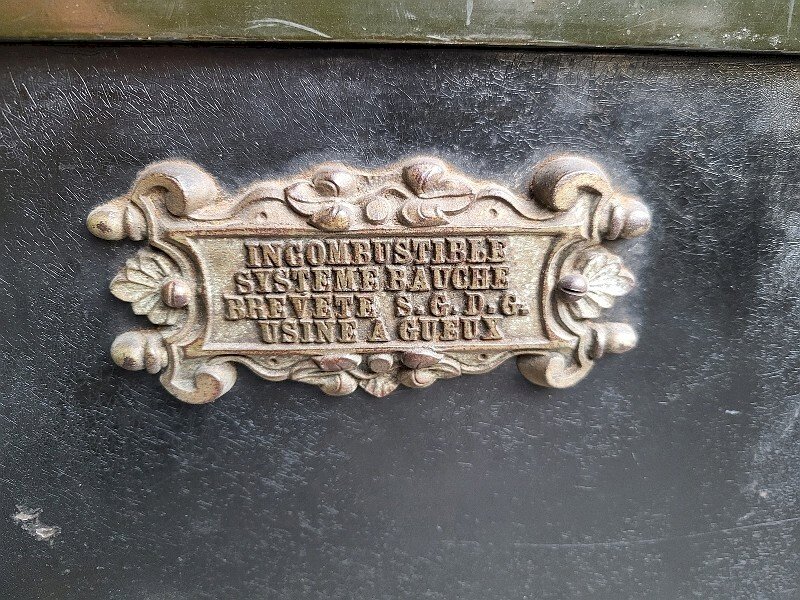 INCOMBUSTIBLE
SYSTEME BAUCHE
BREVETE S.G.D.G.
USINE A GUEUX